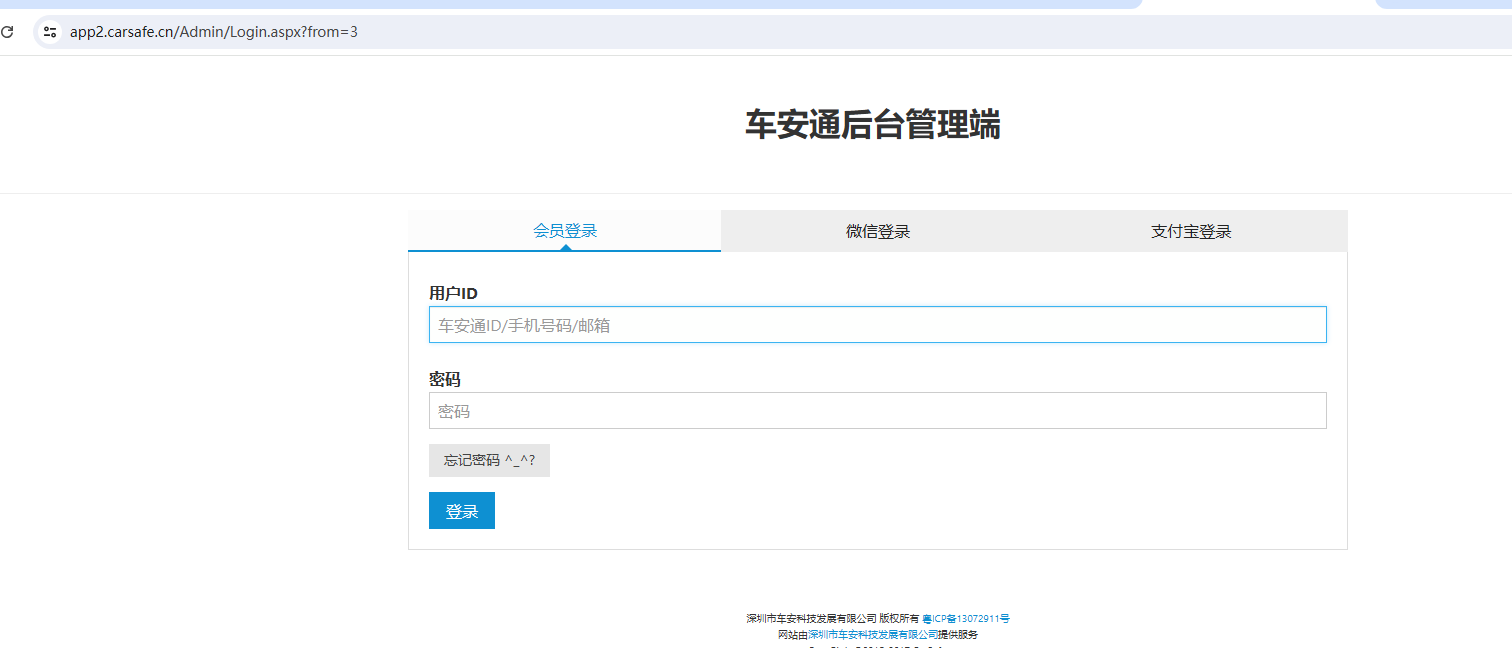 app2.carsafe.cn/Admin/Login.aspx?from=3
车安通后台管理端
会员登录 微信登录 支付宝登录
用户ID
车安通ID/手机号码/邮箱
密码
密码
忘记密码 ^_^?
登录
深圳市车安科技发展有限公司 版权所有 粤ICP备13072911号
网站由深圳市车安科技发展有限公司提供服务